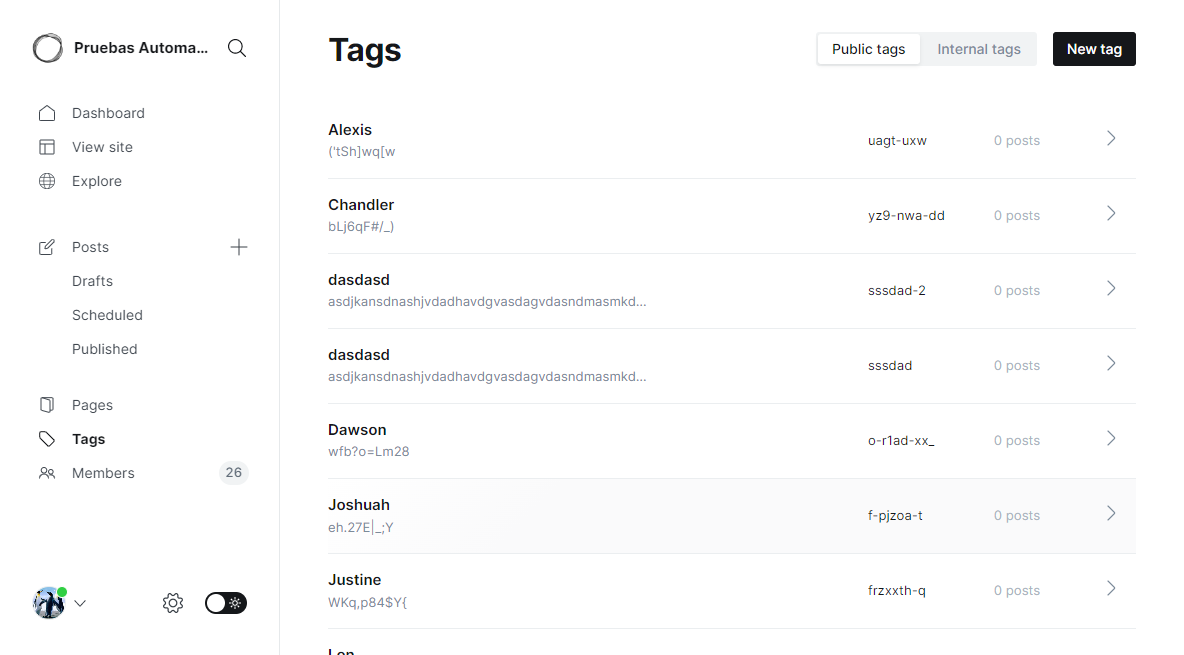 Pruebas Automa...
Dashboard
View site
Explore
Posts
Drafts
Scheduled
Published
Pages
Tags
Members 26
Tags
Public tags Internal tags New tag
Alexis
('tSh]wq[w
uagt-uxw 0 posts
Chandler
bLj6qF#/_)
yz9-nwa-dd 0 posts
dasdasd
asdjkansdnashjvdadhavdgvasdagvdasndmasmkd...
sssdad-2 0 posts
dasdasd
asdjkansdnashjvdadhavdgvasdagvdasndmasmkd...
sssdad 0 posts
Dawson
wfb?o=Lm28
o-r1ad-xx_ 0 posts
Joshuah
eh.27E|_;Y
f-pjzoa-t 0 posts
Justine
WKq,p84$Y{
frzxxth-q 0 posts